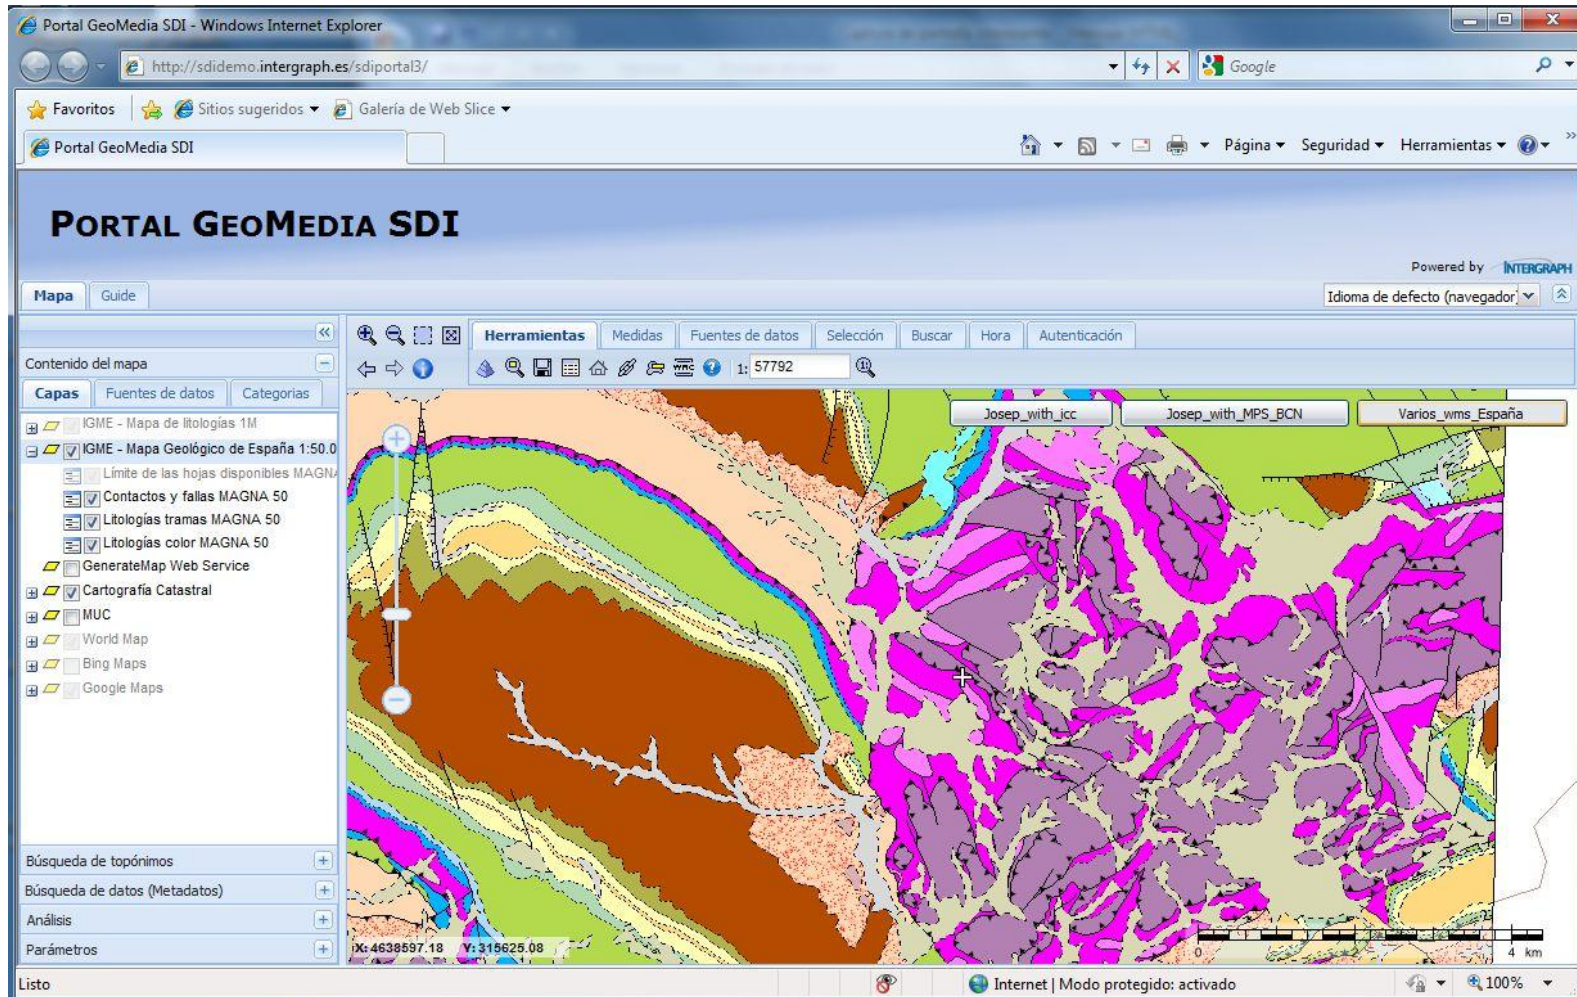 Portal GeoMedia SDI - Windows Internet Explorer
http://sdidemo.intergraph.es/sdiportal3/
Google
Favoritos
Sitios sugeridos
Galería de Web Slice
Portal GeoMedia SDI
Página
Seguridad
Herramientas
PORTAL GEOMEDIA SDI
Powered by INTERGRAPH
Mapa
Guide
Idioma de defecto (navegador)
Herramientas
Medidas
Fuentes de datos
Selección
Buscar
Hora
Autenticación
Contenido del mapa
WMC
1: 57792
Capas
Fuentes de datos
Categorias
IGME - Mapa de litologías 1M
IGME - Mapa Geológico de España 1:50.0
Límite de las hojas disponibles MAGNA
Contactos y fallas MAGNA 50
Litologías tramas MAGNA 50
Litologías color MAGNA 50
GenerateMap Web Service
Cartografía Catastral
MUC
World Map
Bing Maps
Google Maps
Josep_with_icc
Josep_with_MPS_BCN
Varios_wms_España
Búsqueda de topónimos
Búsqueda de datos (Metadatos)
Análisis
Parámetros
X: 4638597.18 Y: 315625.08
0
4 km
Listo
Internet | Modo protegido: activado
100%